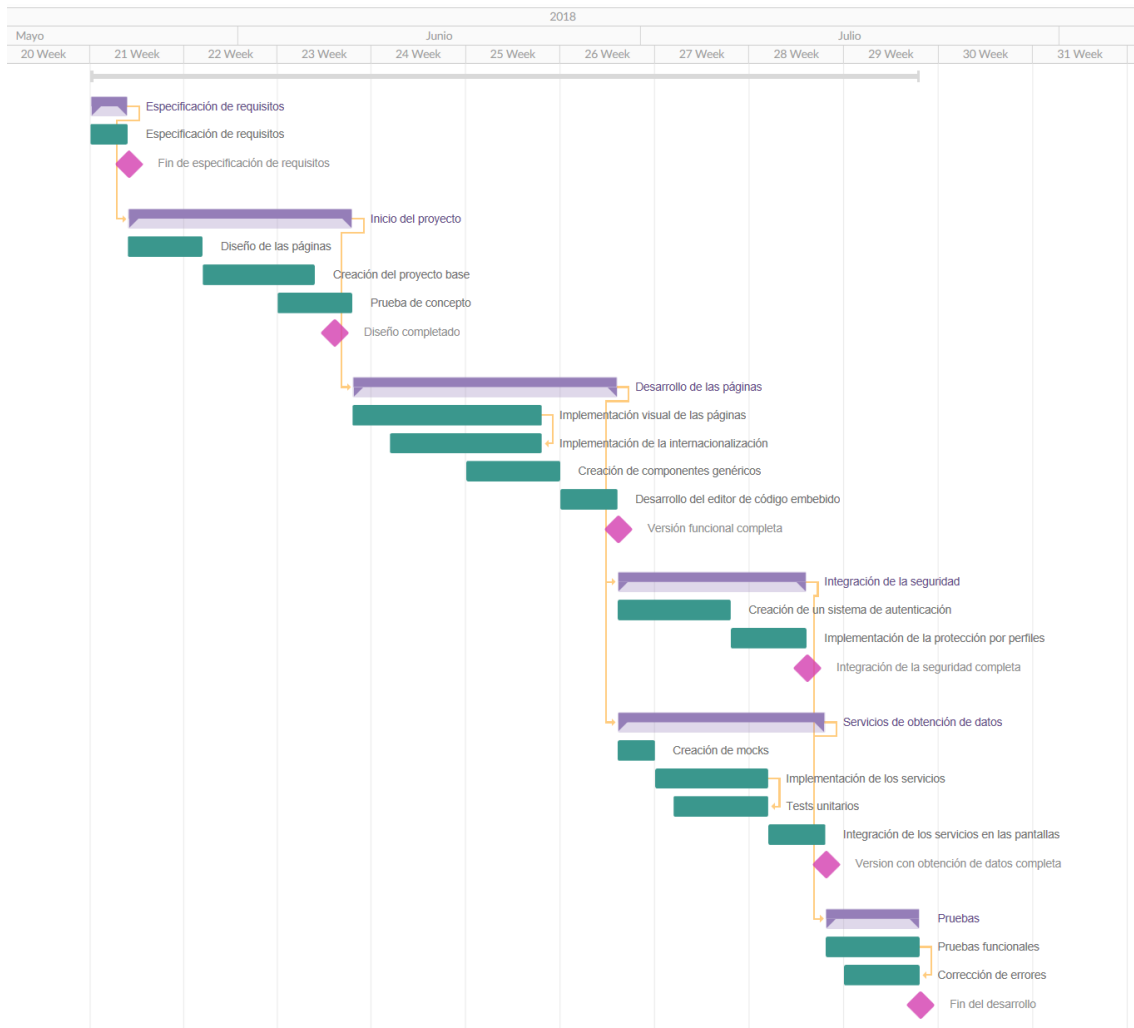 2018
Mayo Junio Julio
20 Week 21 Week 22 Week 23 Week 24 Week 25 Week 26 Week 27 Week 28 Week 29 Week 30 Week 31 Week
Especificación de requisitos
Especificación de requisitos
Fin de especificación de requisitos
Inicio del proyecto
Diseño de las páginas
Creación del proyecto base
Prueba de concepto
Diseño completado
Desarrollo de las páginas
Implementación visual de las páginas
Implementación de la internacionalización
Creación de componentes genéricos
Desarrollo del editor de código embebido
Versión funcional completa
Integración de la seguridad
Creación de un sistema de autenticación
Implementación de la protección por perfiles
Integración de la seguridad completa
Servicios de obtención de datos
Creación de mocks
Implementación de los servicios
Tests unitarios
Integración de los servicios en las pantallas
Version con obtención de datos completa
Pruebas
Pruebas funcionales
Corrección de errores
Fin del desarrollo